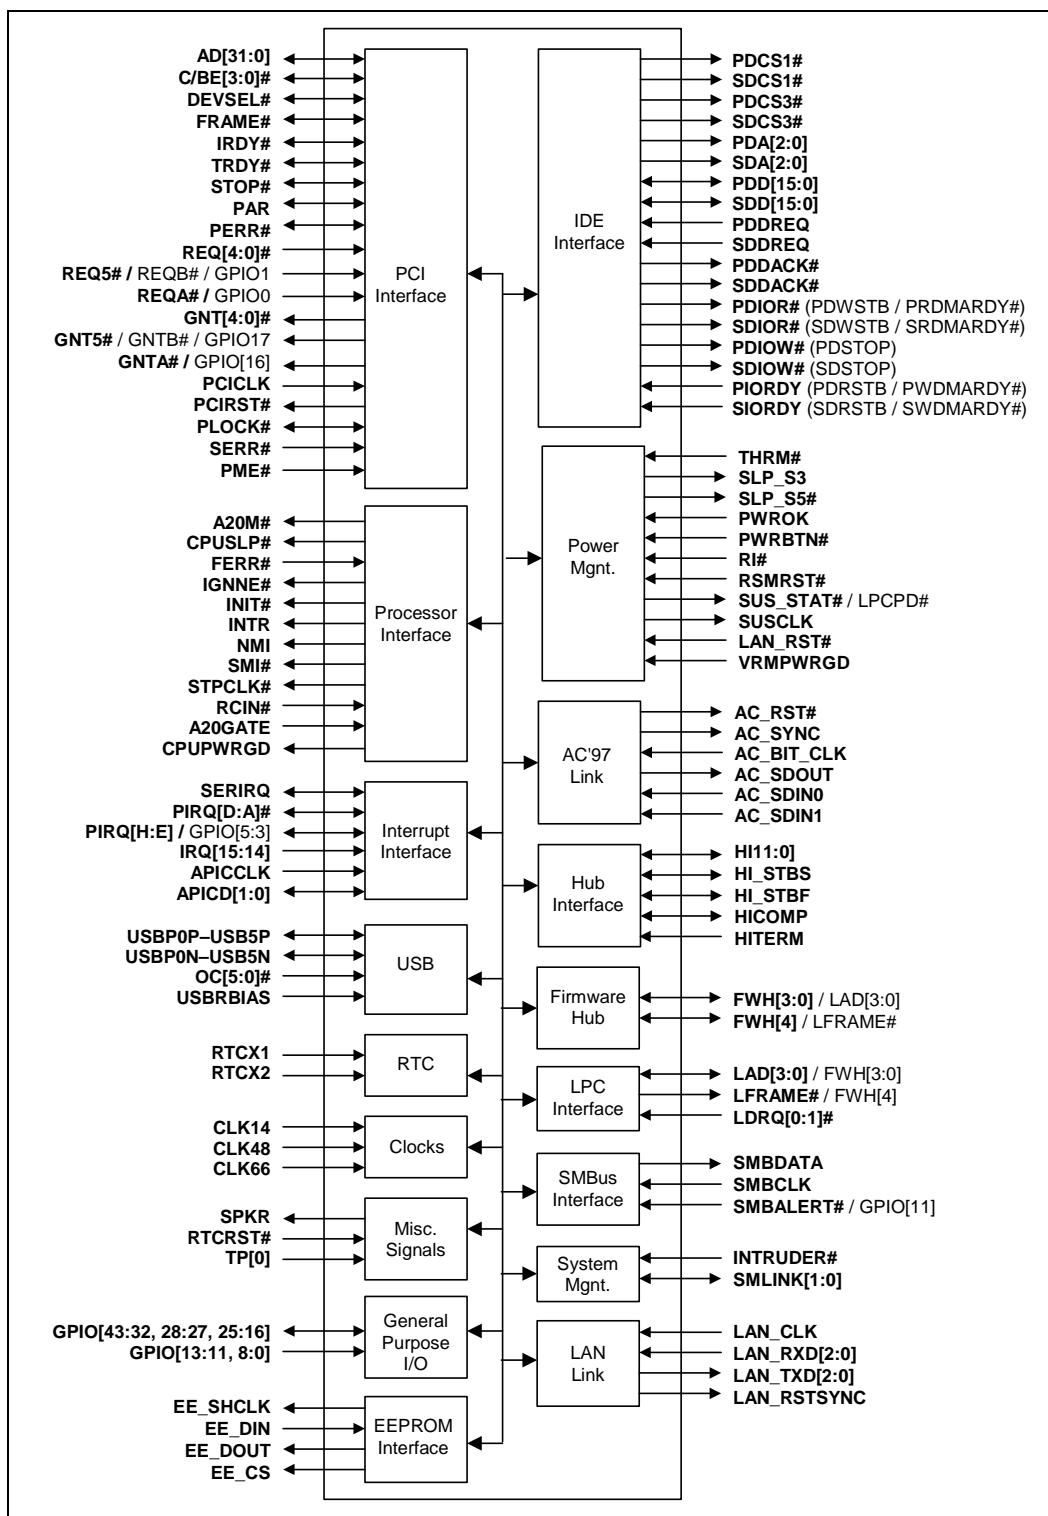 AD[31:0]
C/BE[3:0]#
DEVSEL#
FRAME#
IRDY#
TRDY#
STOP#
PAR
PERR#
REQ[4:0]#
REQ5# / REQB# / GPIO1
REQA# / GPIO0
GNT[4:0]#
GNT5# / GNTB# / GPIO17
GNTA# / GPIO[16]
PCICLK
PCIRST#
PLOCK#
SERR#
PME#
PCI
Interface
A20M#
CPUSLP#
FERR#
IGNNE#
INIT#
INTR
NMI
SMI#
STPCLK#
RCIN#
A20GATE
CPUPWRGD
Processor
Interface
SERIRQ
PIRQ[D:A]#
PIRQ[H:E] / GPIO[5:3]
IRQ[15:14]
APICCLK
APICD[1:0]
Interrupt
Interface
USBP0P–USB5P
USBP0N–USB5N
OC[5:0]#
USBRBIAS
USB
RTCX1
RTCX2
RTC
CLK14
CLK48
CLK66
Clocks
SPKR
RTCRST#
TP[0]
Misc.
Signals
GPIO[43:32, 28:27, 25:16]
GPIO[13:11, 8:0]
General
Purpose
I/O
EE_SHCLK
EE_DIN
EE_DOUT
EE_CS
EEPROM
Interface
IDE
Interface
PDCS1#
SDCS1#
PDCS3#
SDCS3#
PDA[2:0]
SDA[2:0]
PDD[15:0]
SDD[15:0]
PDDREQ
SDDREQ
PDDACK#
SDDACK#
PDIOR# (PDWSTB / PRDMARDY#)
SDIOR# (SDWSTB / SRDMARDY#)
PDIOW# (PDSTOP)
SDIOW# (SDSTOP)
PIORDY (PDRSTB / PWDMARDY#)
SIORDY (SDRSTB / SWDMARDY#)
Power
Mgnt.
THRM#
SLP_S3
SLP_S5#
PWROK
PWRBTN#
RI#
RSMRST#
SUS_STAT# / LPCPD#
SUSCLK
LAN_RST#
VRMPWRGD
AC'97
Link
AC_RST#
AC_SYNC
AC_BIT_CLK
AC_SDOUT
AC_SDIN0
AC_SDIN1
Hub
Interface
HI11:0]
HI_STBS
HI_STBF
HICOMP
HITERM
Firmware
Hub
FWH[3:0] / LAD[3:0]
FWH[4] / LFRAME#
LPC
Interface
LAD[3:0] / FWH[3:0]
LFRAME# / FWH[4]
LDRQ[0:1]#
SMBus
Interface
SMBDATA
SMBCLK
SMBALERT# / GPIO[11]
System
Mgnt.
INTRUDER#
SMLINK[1:0]
LAN
Link
LAN_CLK
LAN_RXD[2:0]
LAN_TXD[2:0]
LAN_RSTSYNC